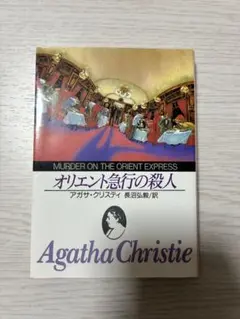 MURDER ON THE ORIENT EXPRESS
オリエント急行の殺人
アガサ・クリスティ 長沼弘毅/訳
Agatha Christie